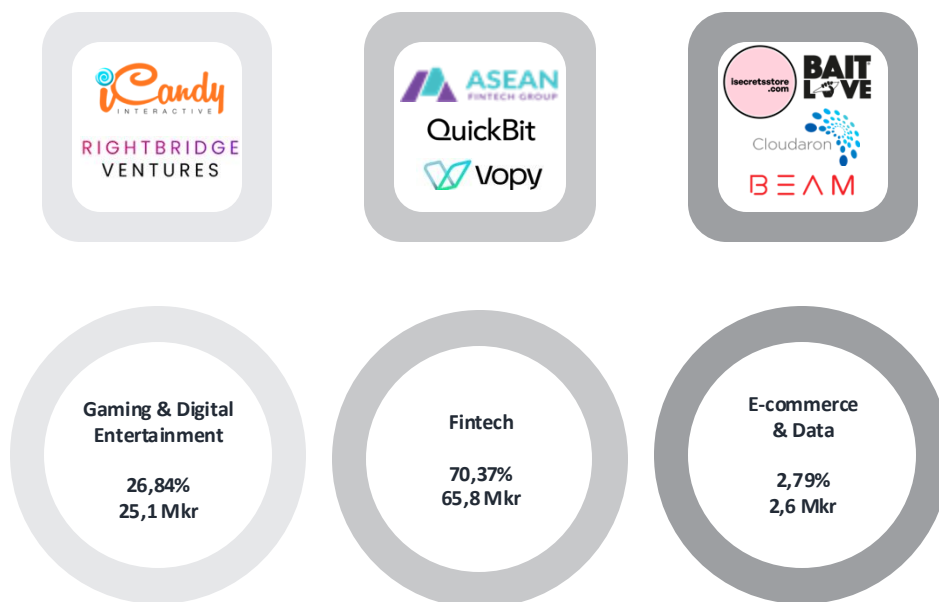 iCandy
INTERACTIVE
RIGHTBRIDGE
VENTURES
ASEAN
FINTECH GROUP
QuickBit
Vopy
isecretsstore
.com
BAIT
LOVE
Cloudaron
BEAM
Gaming & Digital
Entertainment
26,84%
25,1 Mkr
Fintech
70,37%
65,8 Mkr
E-commerce
& Data
2,79%
2,6 Mkr